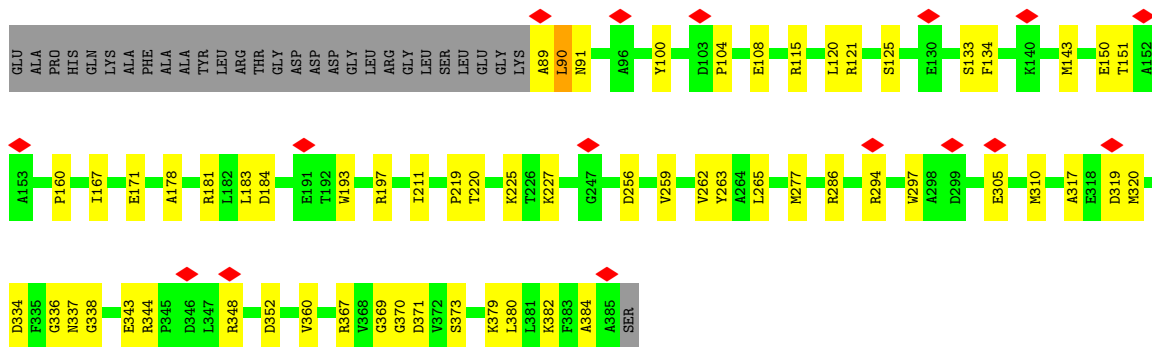 GLU ALA PRO HIS GLN LYS ALA PHE ALA ALA TYR LEU ARG THR GLY ASP ASP ASP GLY LEU ARG GLY LEU SER LEU GLU GLY LYS A89 L90 N91 A96 Y100 D103 P104 E108 R115 L120 R121 S125 E130 S133 F134 K140 M143 E150 T151 A152
A153 P160 I167 E171 A178 R181 L182 L183 D184 E191 T192 W193 R197 I211 P219 T220 K225 T226 K227 G247 D256 V259 V262 Y263 A264 L265 M277 R286 R294 W297 A298 D299 E305 M310 A317 E318 D319 M320
D334 F335 G336 N337 G338 E343 R344 P345 D346 L347 R348 D352 V360 R367 V368 G369 G370 D371 V372 S373 K379 L380 L381 K382 F383 A384 A385 SER